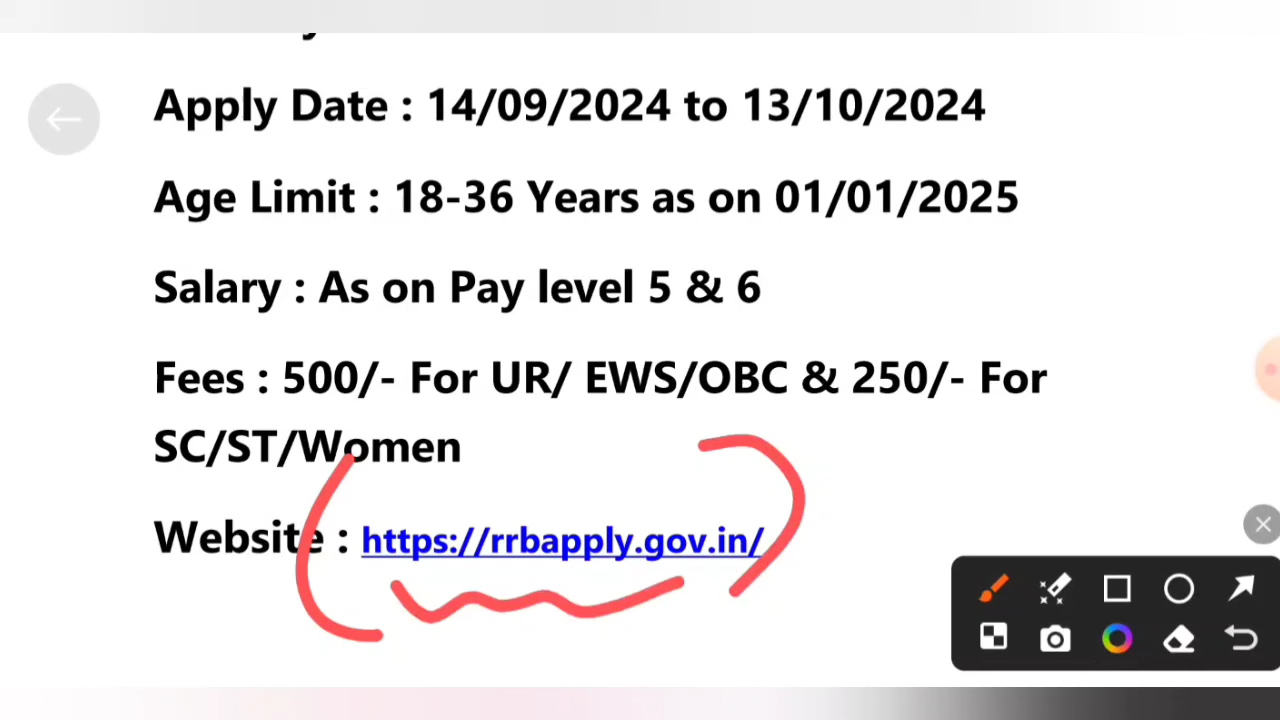 Apply Date : 14/09/2024 to 13/10/2024
Age Limit : 18-36 Years as on 01/01/2025
Salary : As on Pay level 5 & 6
Fees : 500/- For UR/ EWS/OBC & 250/- For
SC/ST/Women
Website : https://rrbapply.gov.in/